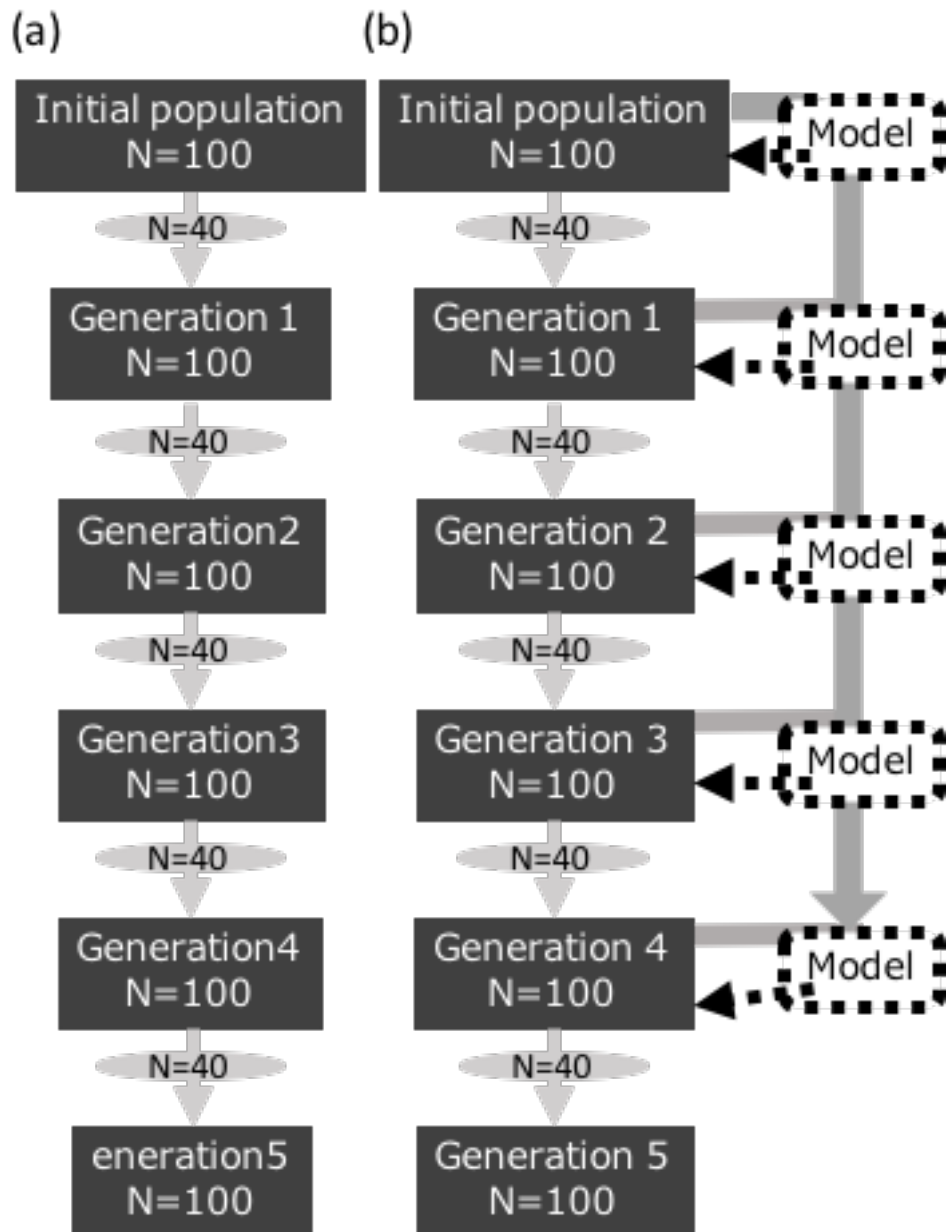 (a)
Initial population
N=100
N=40
Generation 1
N=100
N=40
Generation2
N=100
N=40
Generation3
N=100
N=40
Generation4
N=100
N=40
eneration5
N=100
(b)
Initial population
N=100
Model
N=40
Generation 1
N=100
Model
N=40
Generation 2
N=100
Model
N=40
Generation 3
N=100
Model
N=40
Generation 4
N=100
Model
N=40
Generation 5
N=100